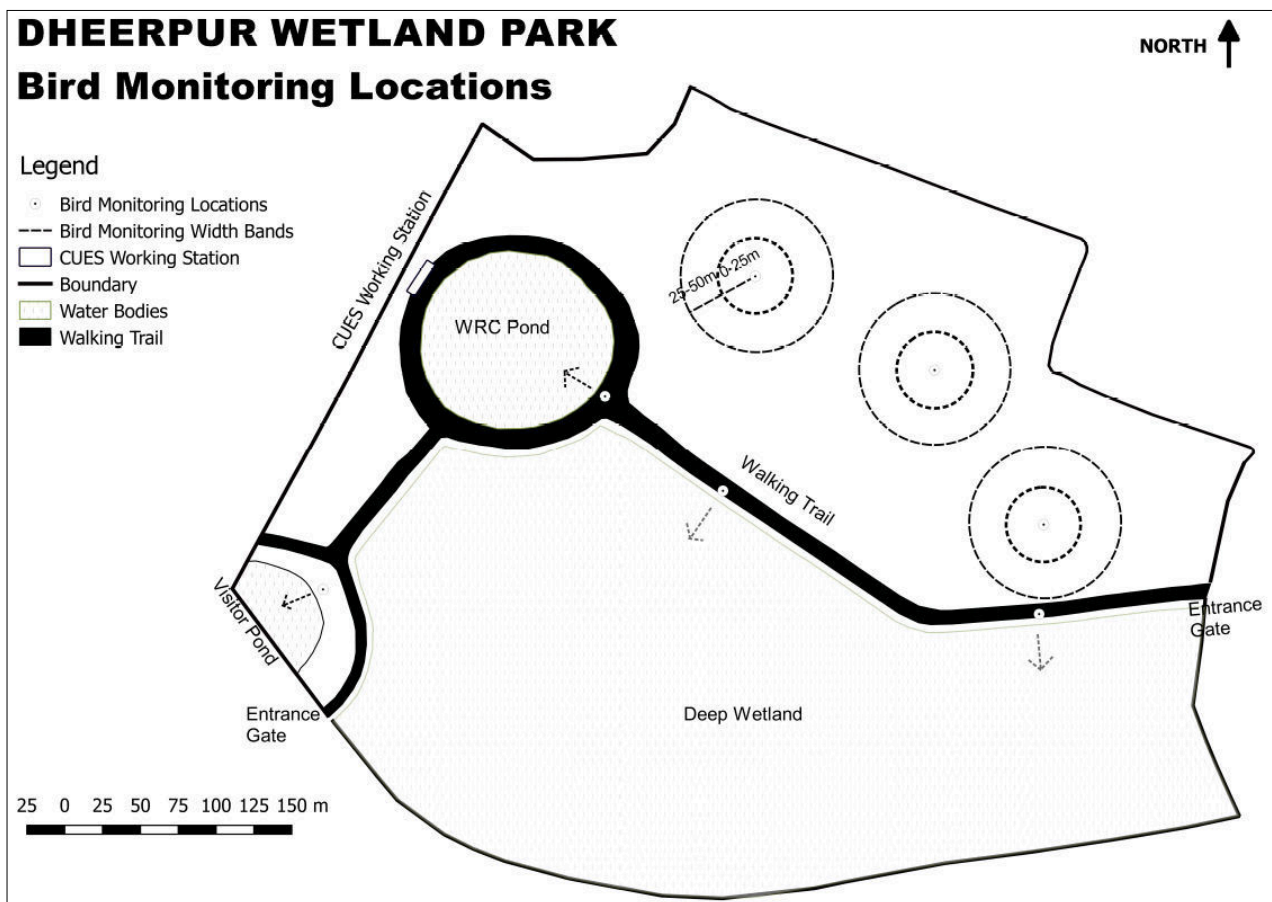 DHEERPUR WETLAND PARK
Bird Monitoring Locations
NORTH
Legend
Bird Monitoring Locations
Bird Monitoring Width Bands
CUES Working Station
Boundary
Water Bodies
Walking Trail
CUES Working Station
WRC Pond
25-50m 0-25m
Walking Trail
Visitor Pond
Entrance
Gate
Entrance
Gate
Deep Wetland
25 0 25 50 75 100 125 150 m